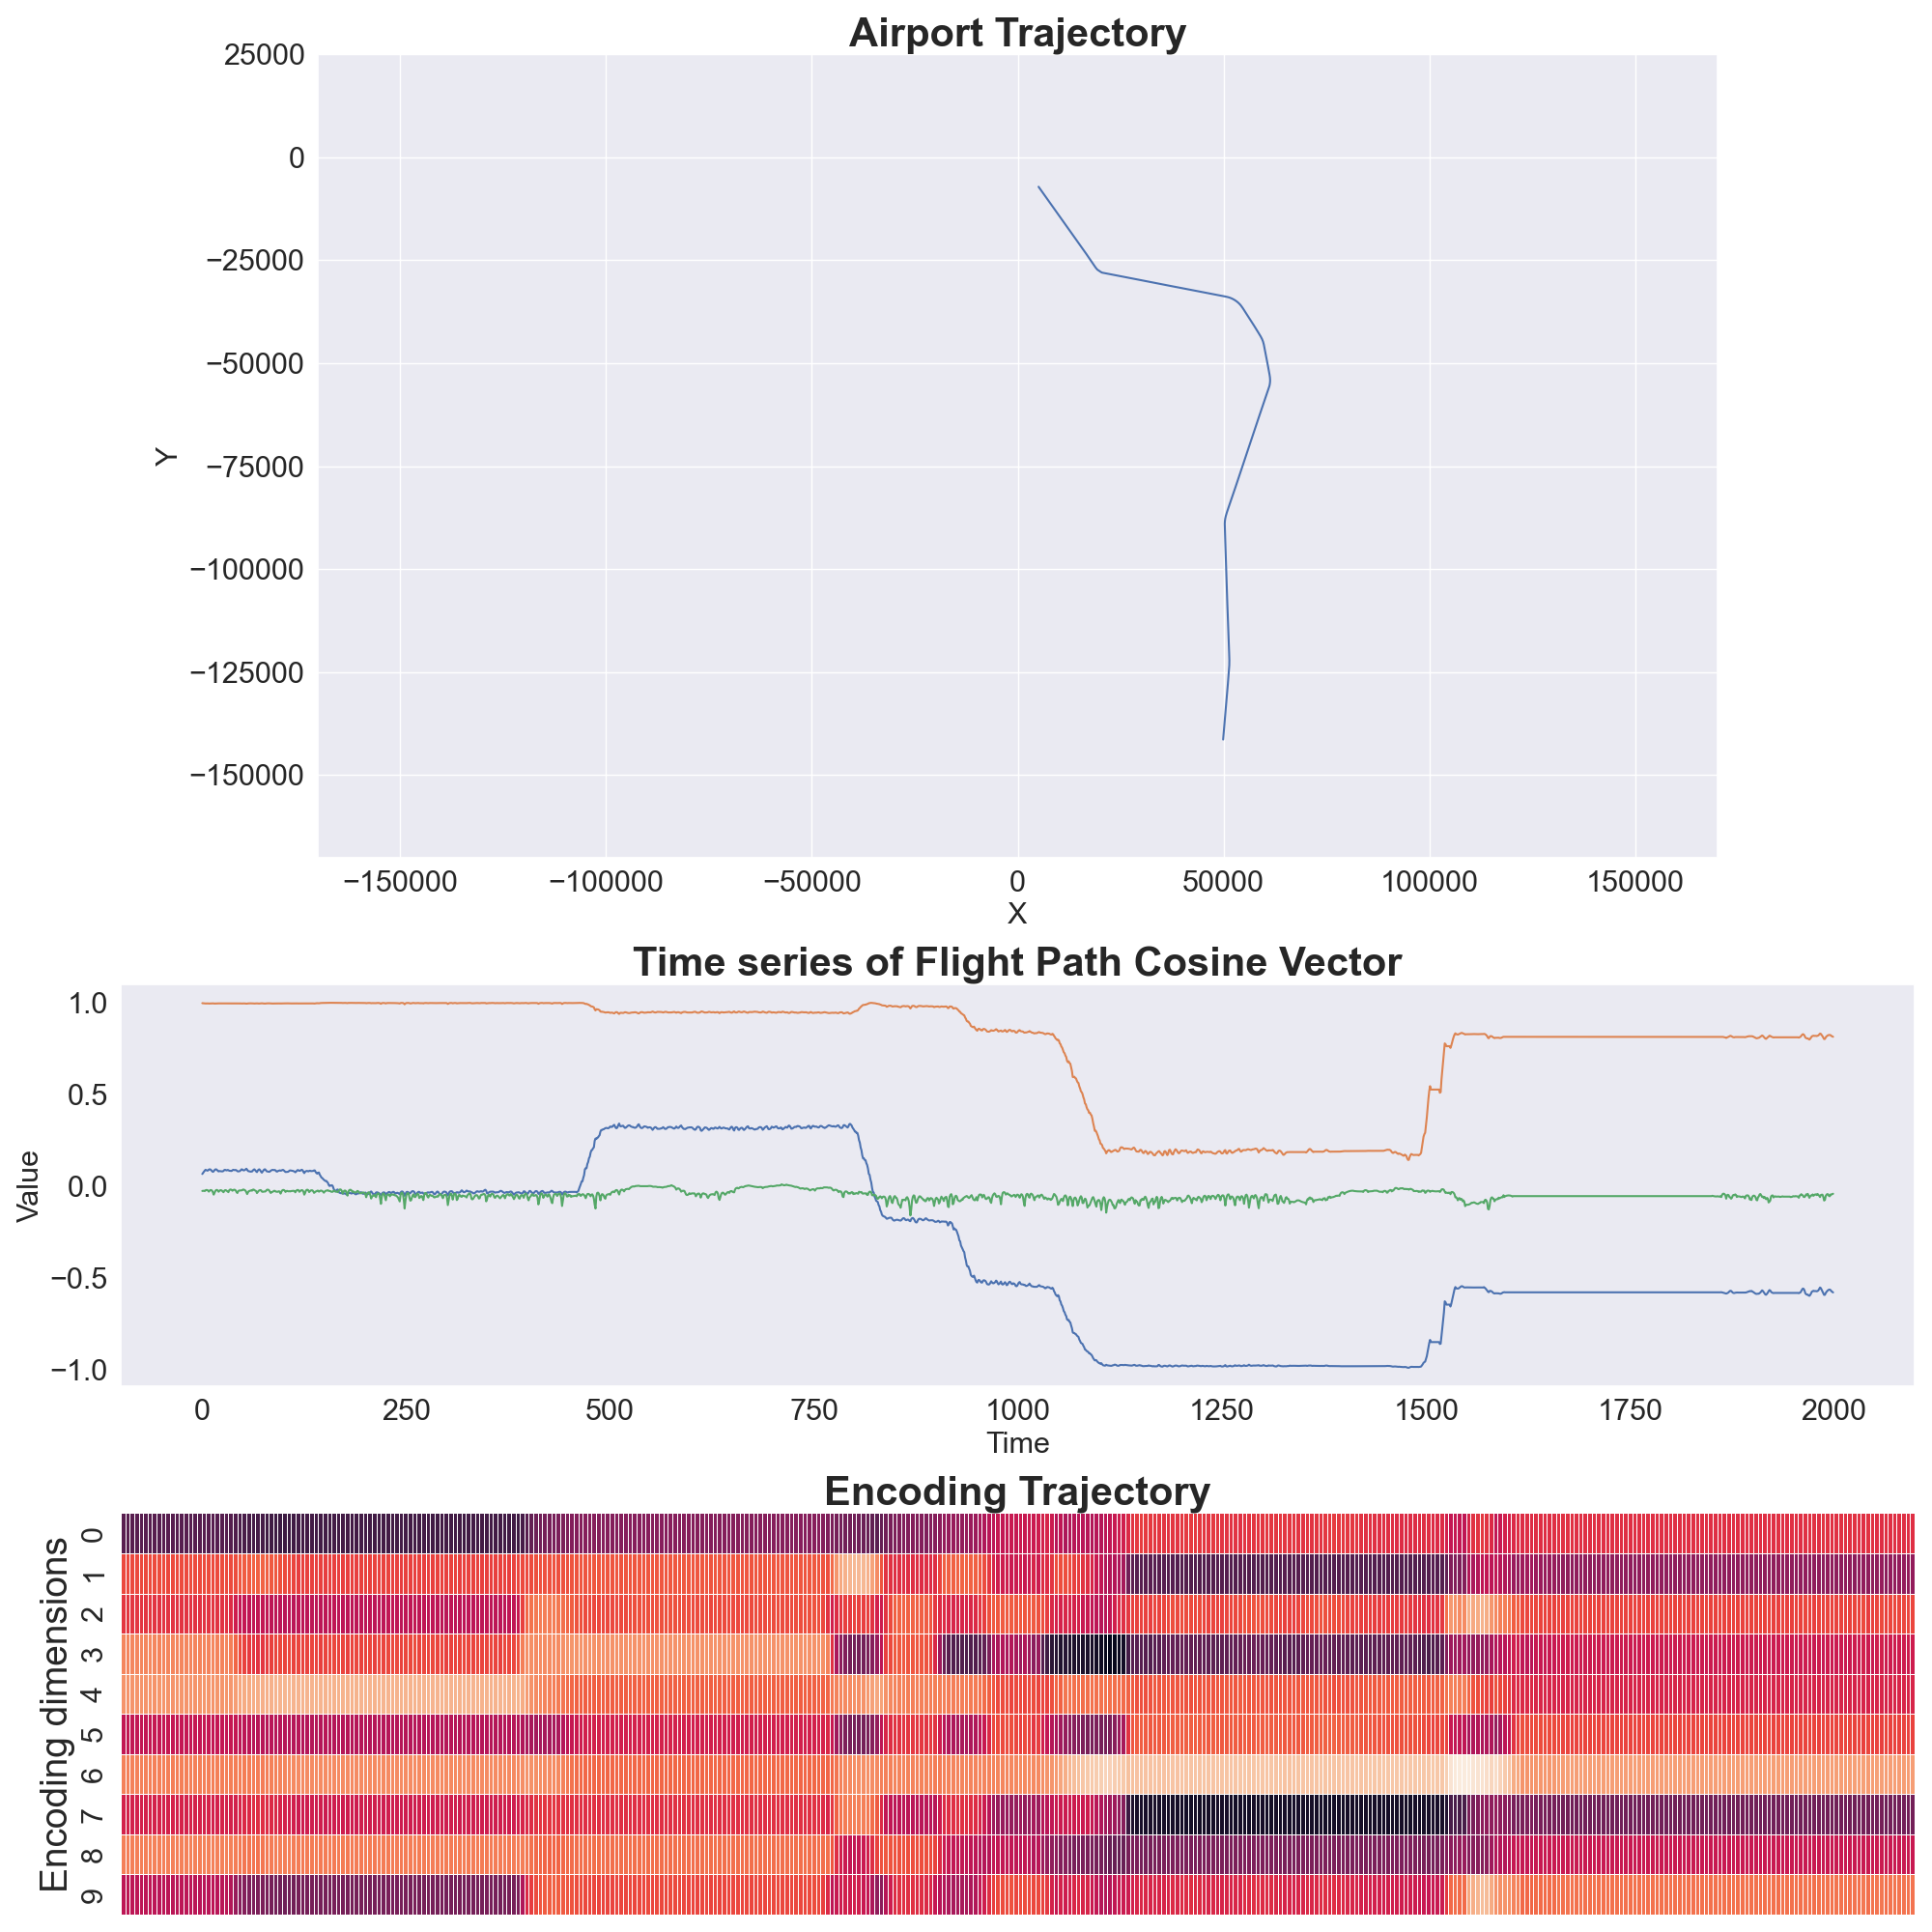 Airport Trajectory
25000
0
−25000
−50000
−75000
−100000
−125000
−150000
Y
−150000 −100000 −50000 0 50000 100000 150000
X
Time series of Flight Path Cosine Vector
1.0
0.5
0.0
−0.5
−1.0
Value
0 250 500 750 1000 1250 1500 1750 2000
Time
Encoding Trajectory
Encoding dimensions
0
1
2
3
4
5
6
7
8
9